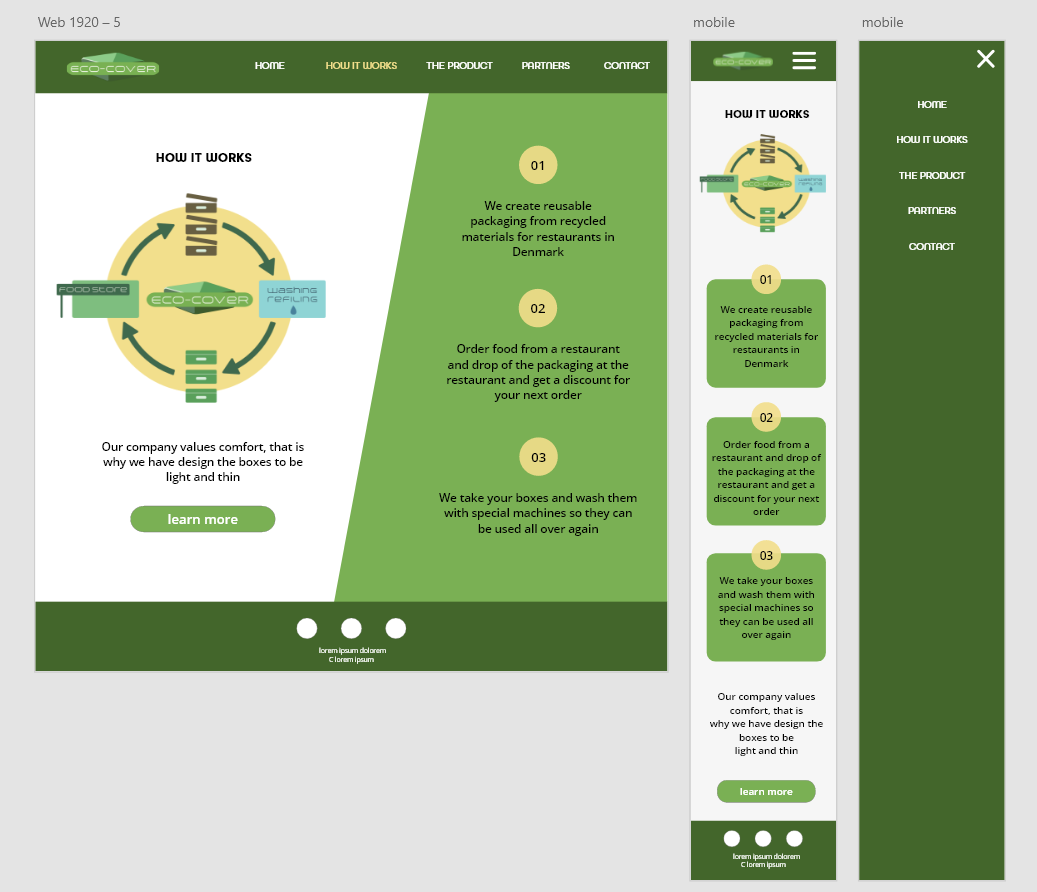 Web 1920 – 5
ECO-COVER
HOME
HOW IT WORKS
THE PRODUCT
PARTNERS
CONTACT
HOW IT WORKS
FOOD STORE
ECO-COVER
washing
refiling
Our company values comfort, that is
why we have design the boxes to be
light and thin
learn more
01
We create reusable
packaging from recycled
materials for restaurants in
Denmark
02
Order food from a restaurant
and drop of the packaging at the
restaurant and get a discount for
your next order
03
We take your boxes and wash them
with special machines so they can
be used all over again
lorem ipsum dolorem
C lorem ipsum
mobile
ECO-COVER
HOW IT WORKS
FOOD STORE
ECO-COVER
washing
refiling
01
We create reusable
packaging from
recycled materials for
restaurants in
Denmark
02
Order food from a
restaurant and drop of
the packaging at the
restaurant and get a
discount for your next
order
03
We take your boxes
and wash them with
special machines so
they can be used all
over again
Our company values
comfort, that is
why we have design the
boxes to be
light and thin
learn more
lorem ipsum dolorem
C lorem ipsum
mobile
HOME
HOW IT WORKS
THE PRODUCT
PARTNERS
CONTACT